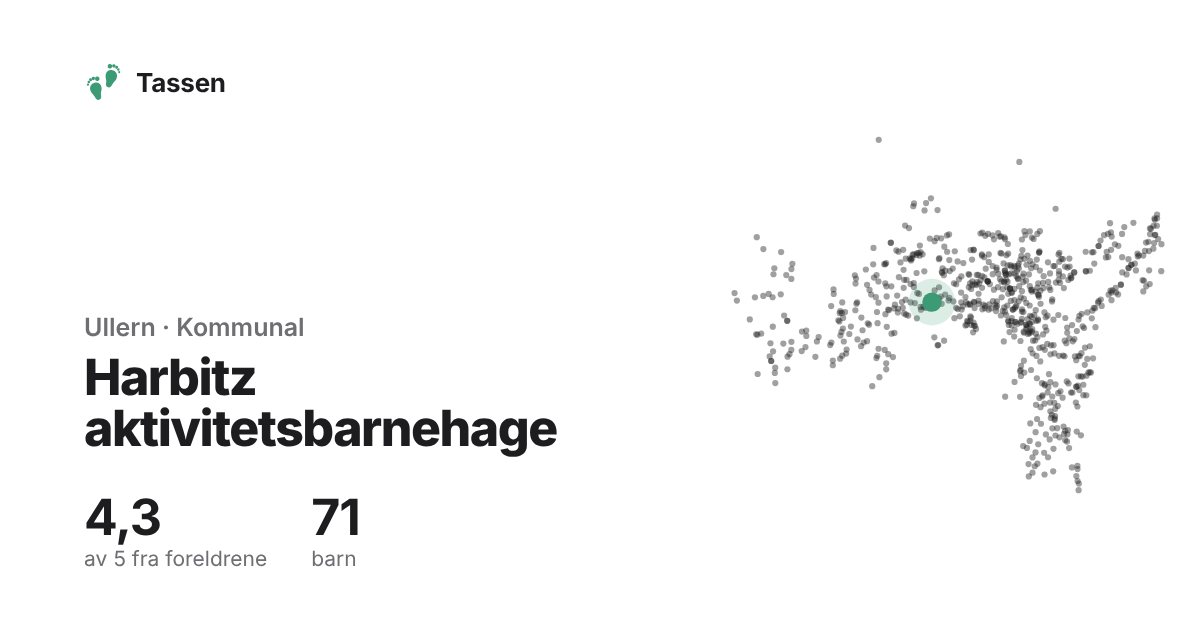 Tassen
Ullern · Kommunal
Harbitz
aktivitetsbarnehage
4,3
av 5 fra foreldrene
71
barn